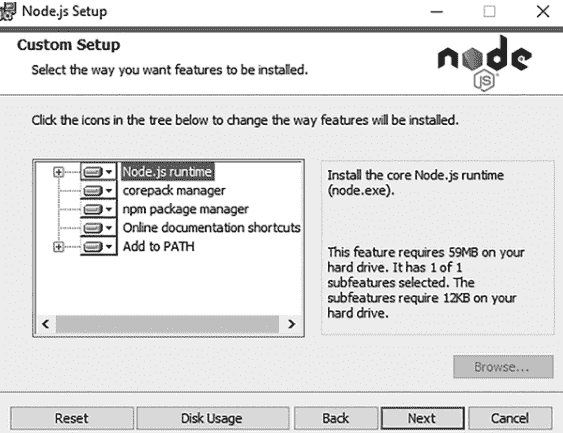 Node.js Setup
Custom Setup
Select the way you want features to be installed.
node
JS
Click the icons in the tree below to change the way features will be installed.
Node.js runtime
corepack manager
npm package manager
Online documentation shortcuts
Add to PATH
Install the core Node.js runtime
(node.exe).
This feature requires 59MB on your
hard drive. It has 1 of 1
subfeatures selected. The
subfeatures require 12KB on your
hard drive.
Browse...
Reset
Disk Usage
Back
Next
Cancel